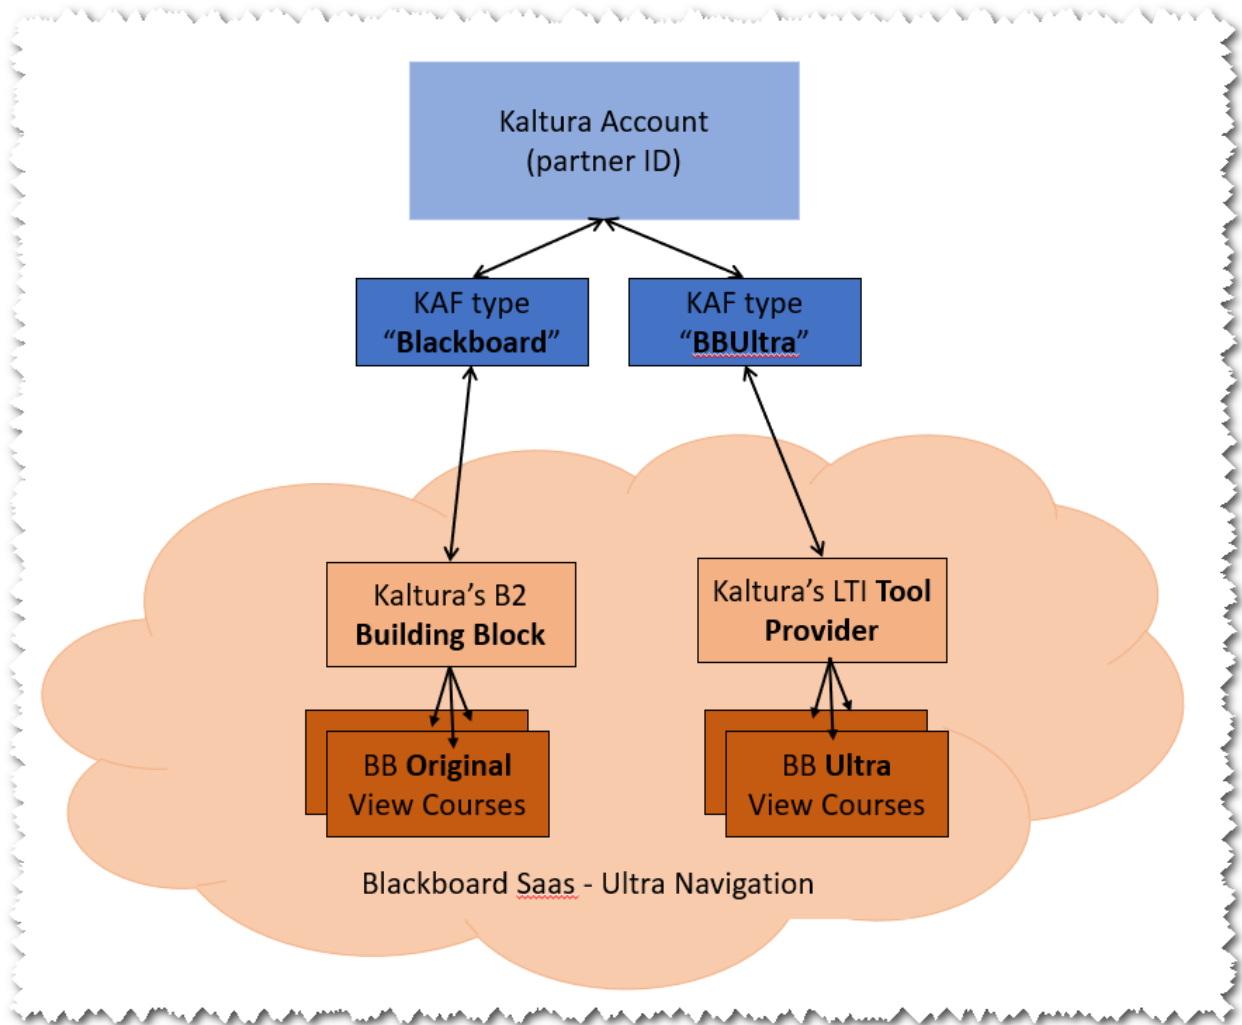 Kaltura Account
(partner ID)
KAF type
“Blackboard”
KAF type
“BBUltra”
Kaltura’s B2
Building Block
Kaltura’s LTI Tool
Provider
BB Original
View Courses
BB Ultra
View Courses
Blackboard Saas - Ultra Navigation